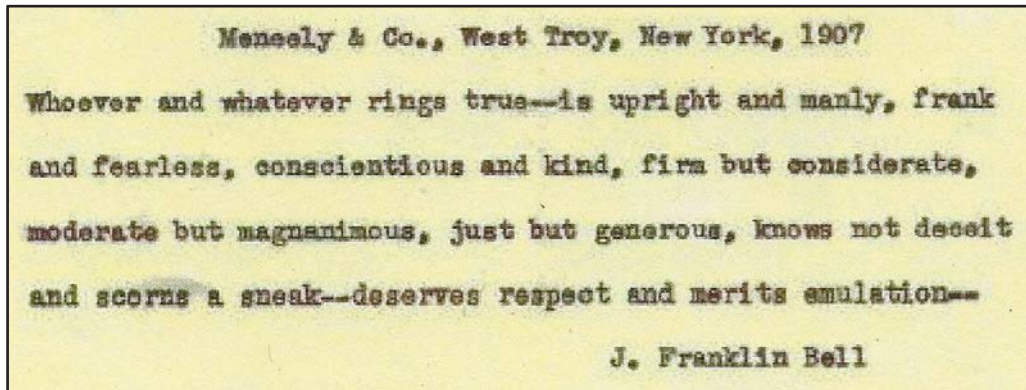 Meneely & Co., West Troy, New York, 1907
Whoever and whatever rings true--is upright and manly, frank
and fearless, conscientious and kind, firm but considerate,
moderate but magnanimous, just but generous, knows not deceit
and scorns a sneak--deserves respect and merits emulation--
J. Franklin Bell